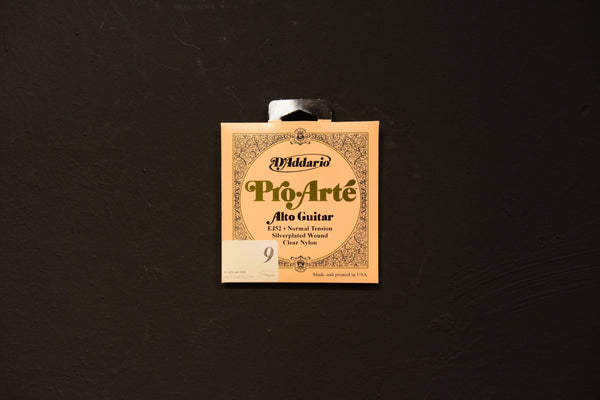 D'Addario
Pro·Arté
Alto Guitar
EJ52 • Normal Tension
Silverplated Wound
Clear Nylon
9
Made and printed in USA